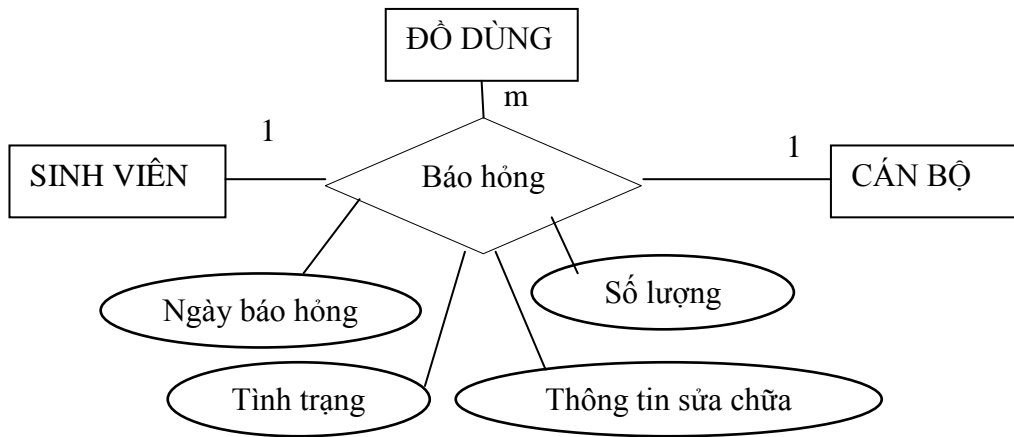 ĐỒ DÙNG
m
1
1
SINH VIÊN
Báo hỏng
CÁN BỘ
Ngày báo hỏng
Số lượng
Tình trạng
Thông tin sửa chữa